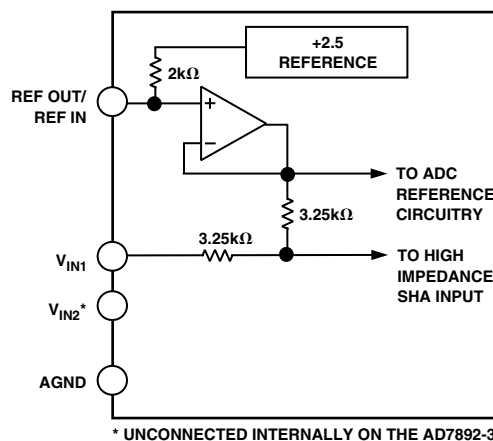 +2.5
REFERENCE
2kΩ
REF OUT/
REF IN
+
−
TO ADC
REFERENCE
CIRCUITRY
3.25kΩ
3.25kΩ
VIN1
TO HIGH
IMPEDANCE
SHA INPUT
VIN2*
AGND
* UNCONNECTED INTERNALLY ON THE AD7892-3